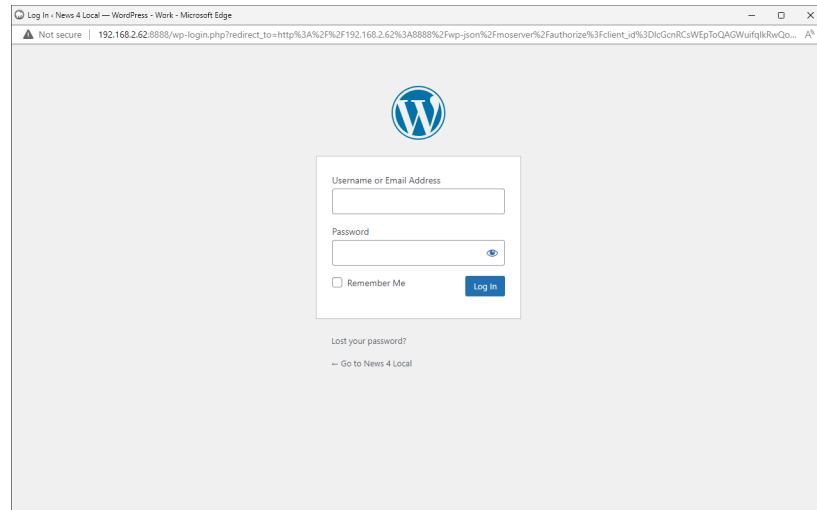 Log In ‹ News 4 Local — WordPress - Work - Microsoft Edge
Not secure | 192.168.2.62:8888/wp-login.php?redirect_to=http%3A%2F%2F192.168.2.62%3A8888%2Fwp-json%2Fmoserver%2Fauthorize%3Fclient_id%3DIcGcnRCsWEpToQAGWuifqIkRwQo...
Username or Email Address
Password
Remember Me
Log In
Lost your password?
← Go to News 4 Local